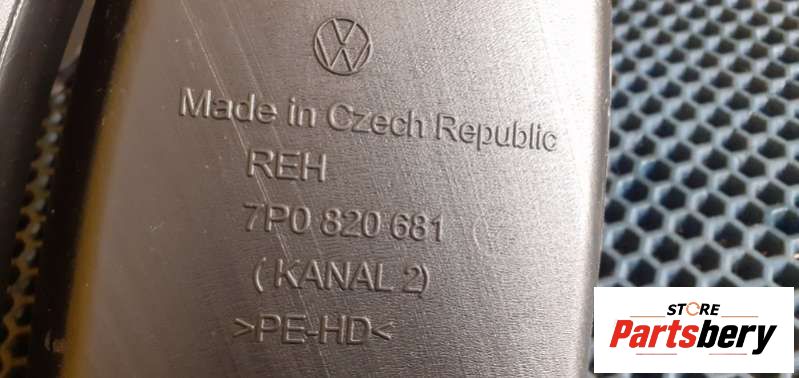 Made in Czech Republic
REH
7P0 820 681
(KANAL 2)
>PE-HD<
STORE
Partsbery